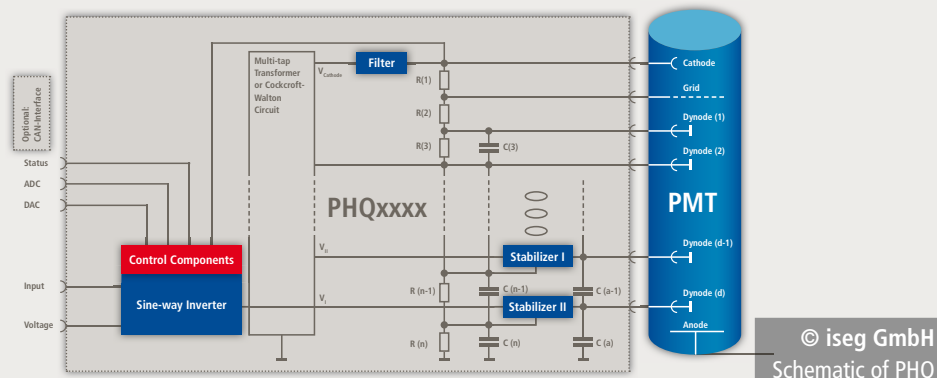 Optional:
CAN-Interface
Status
ADC
DAC
Input
Voltage
Control Components
Sine-way Inverter
Multi-tap
Transformer
or Cockcroft-
Walton
Circuit
VCathode
Filter
R(1)
R(2)
R(3)
C(3)
PHQxxxx
VII
VI
Stabilizer I
Stabilizer II
R (n-1)
C (n-1)
C (a-1)
R (n)
C (n)
C (a)
Cathode
Grid
Dynode (1)
Dynode (2)
PMT
Dynode (d-1)
Dynode (d)
Anode
© iseg GmbH
Schematic of PHQ